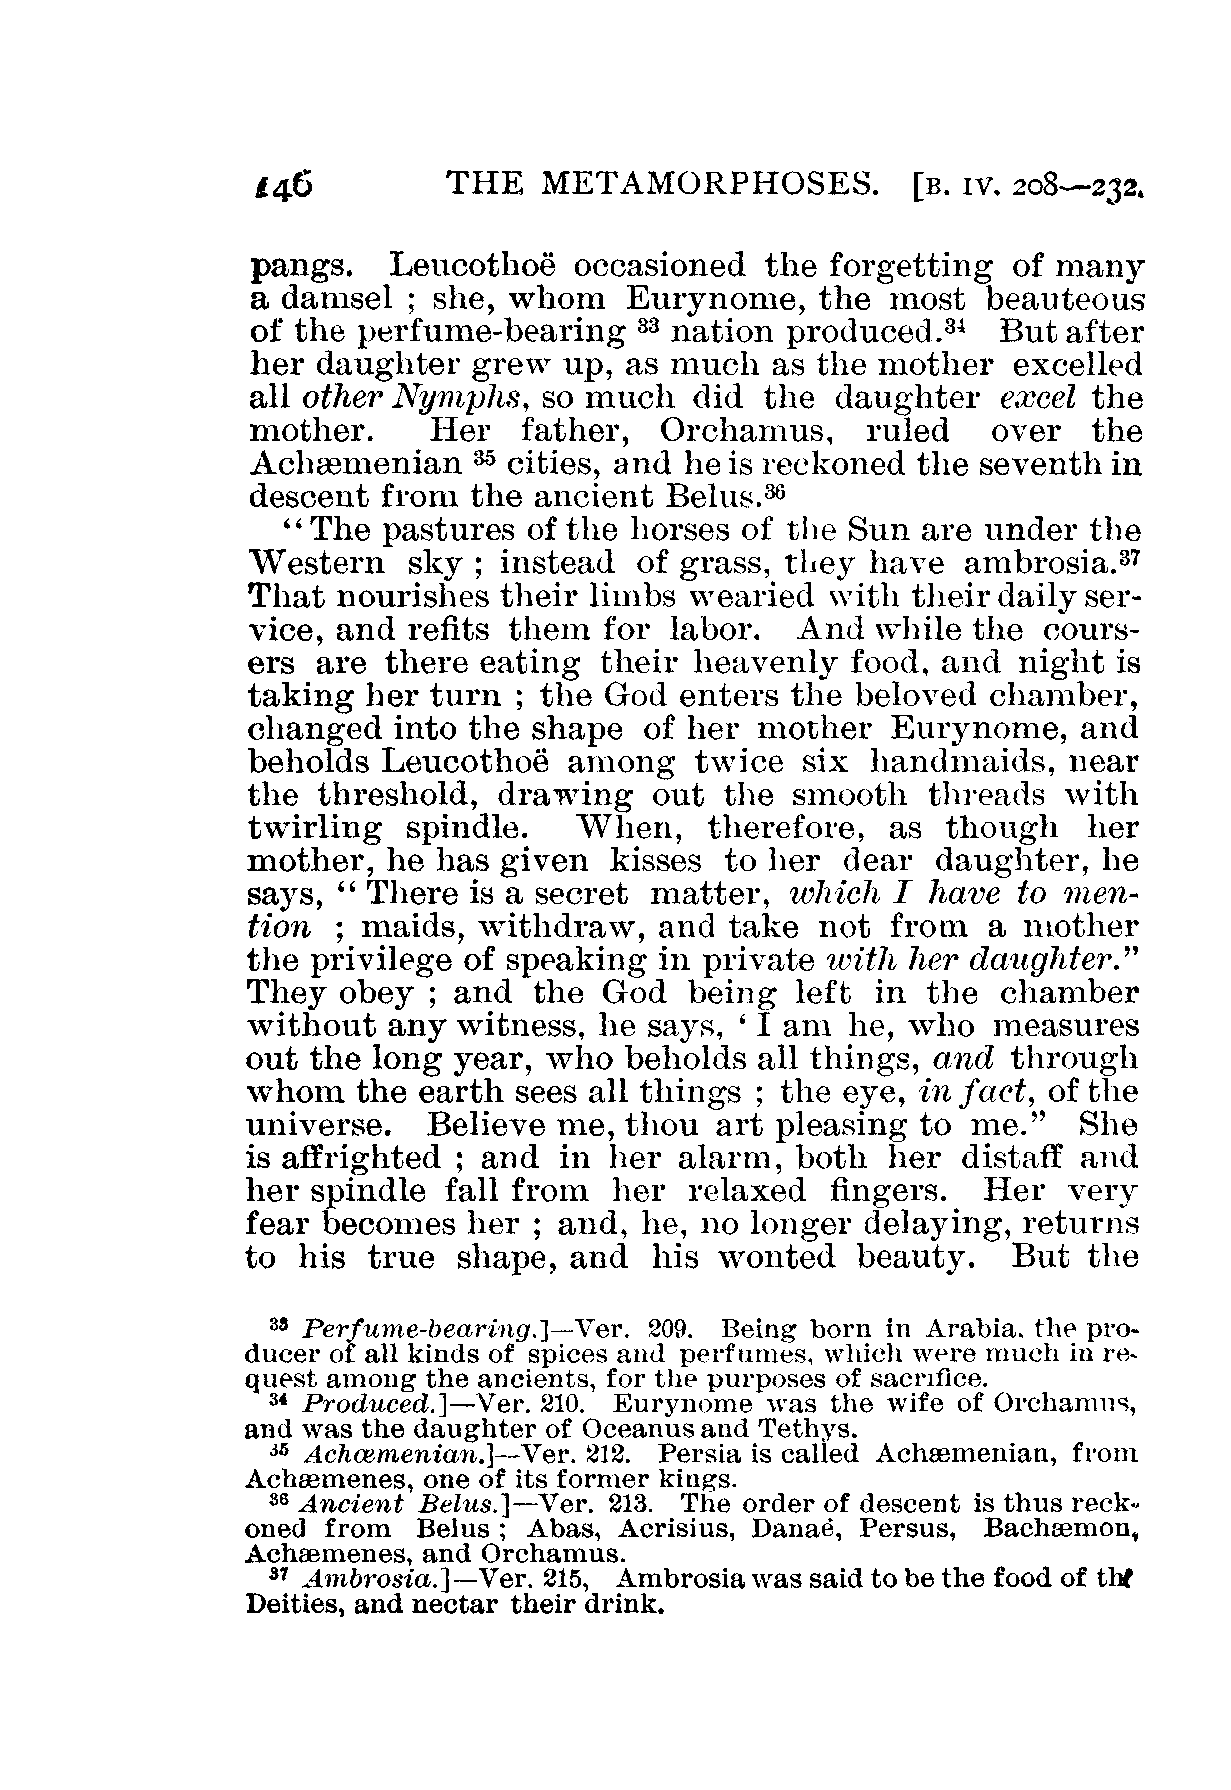 146 THE METAMORPHOSES. [B. IV. 208—232.
pangs. Leucothoë occasioned the forgetting of many
a damsel ; she, whom Eurynome, the most beauteous
of the perfume-bearing ³³ nation produced.³⁴ But after
her daughter grew up, as much as the mother excelled
all other Nymphs, so much did the daughter excel the
mother. Her father, Orchamus, ruled over the
Achæmenian ³⁵ cities, and he is reckoned the seventh in
descent from the ancient Belus.³⁶
“ The pastures of the horses of the Sun are under the
Western sky ; instead of grass, they have ambrosia.³⁷
That nourishes their limbs wearied with their daily ser-
vice, and refits them for labor. And while the cours-
ers are there eating their heavenly food, and night is
taking her turn ; the God enters the beloved chamber,
changed into the shape of her mother Eurynome, and
beholds Leucothoë among twice six handmaids, near
the threshold, drawing out the smooth threads with
twirling spindle. When, therefore, as though her
mother, he has given kisses to her dear daughter, he
says, “ There is a secret matter, which I have to men-
tion ; maids, withdraw, and take not from a mother
the privilege of speaking in private with her daughter.”
They obey ; and the God being left in the chamber
without any witness, he says, ‘ I am he, who measures
out the long year, who beholds all things, and through
whom the earth sees all things ; the eye, in fact, of the
universe. Believe me, thou art pleasing to me.” She
is affrighted ; and in her alarm, both her distaff and
her spindle fall from her relaxed fingers. Her very
fear becomes her ; and, he, no longer delaying, returns
to his true shape, and his wonted beauty. But the
³³ Perfume-bearing.]—Ver. 209. Being born in Arabia, the pro-
ducer of all kinds of spices and perfumes, which were much in re-
quest among the ancients, for the purposes of sacrifice.
³⁴ Produced.]—Ver. 210. Eurynome was the wife of Orchamus,
and was the daughter of Oceanus and Tethys.
³⁵ Achœmenian.]—Ver. 212. Persia is called Achæmenian, from
Achæmenes, one of its former kings.
³⁶ Ancient Belus.]—Ver. 213. The order of descent is thus reck-
oned from Belus ; Abas, Acrisius, Danaë, Persus, Bachæmon,
Achæmenes, and Orchamus.
³⁷ Ambrosia.]—Ver. 215, Ambrosia was said to be the food of the
Deities, and nectar their drink.